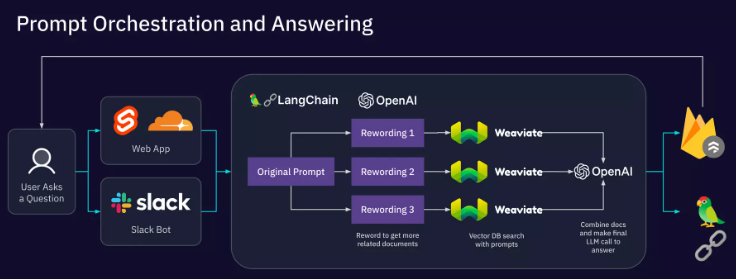 Prompt Orchestration and Answering
LangChain
OpenAI
User Asks
a Question
Web App
slack
Slack Bot
Original Prompt
Rewording 1
Rewording 2
Rewording 3
Reword to get more
related documents
Weaviate
Weaviate
Weaviate
Vector DB search
with prompts
OpenAI
Combine docs
and make final
LLM call to
answer